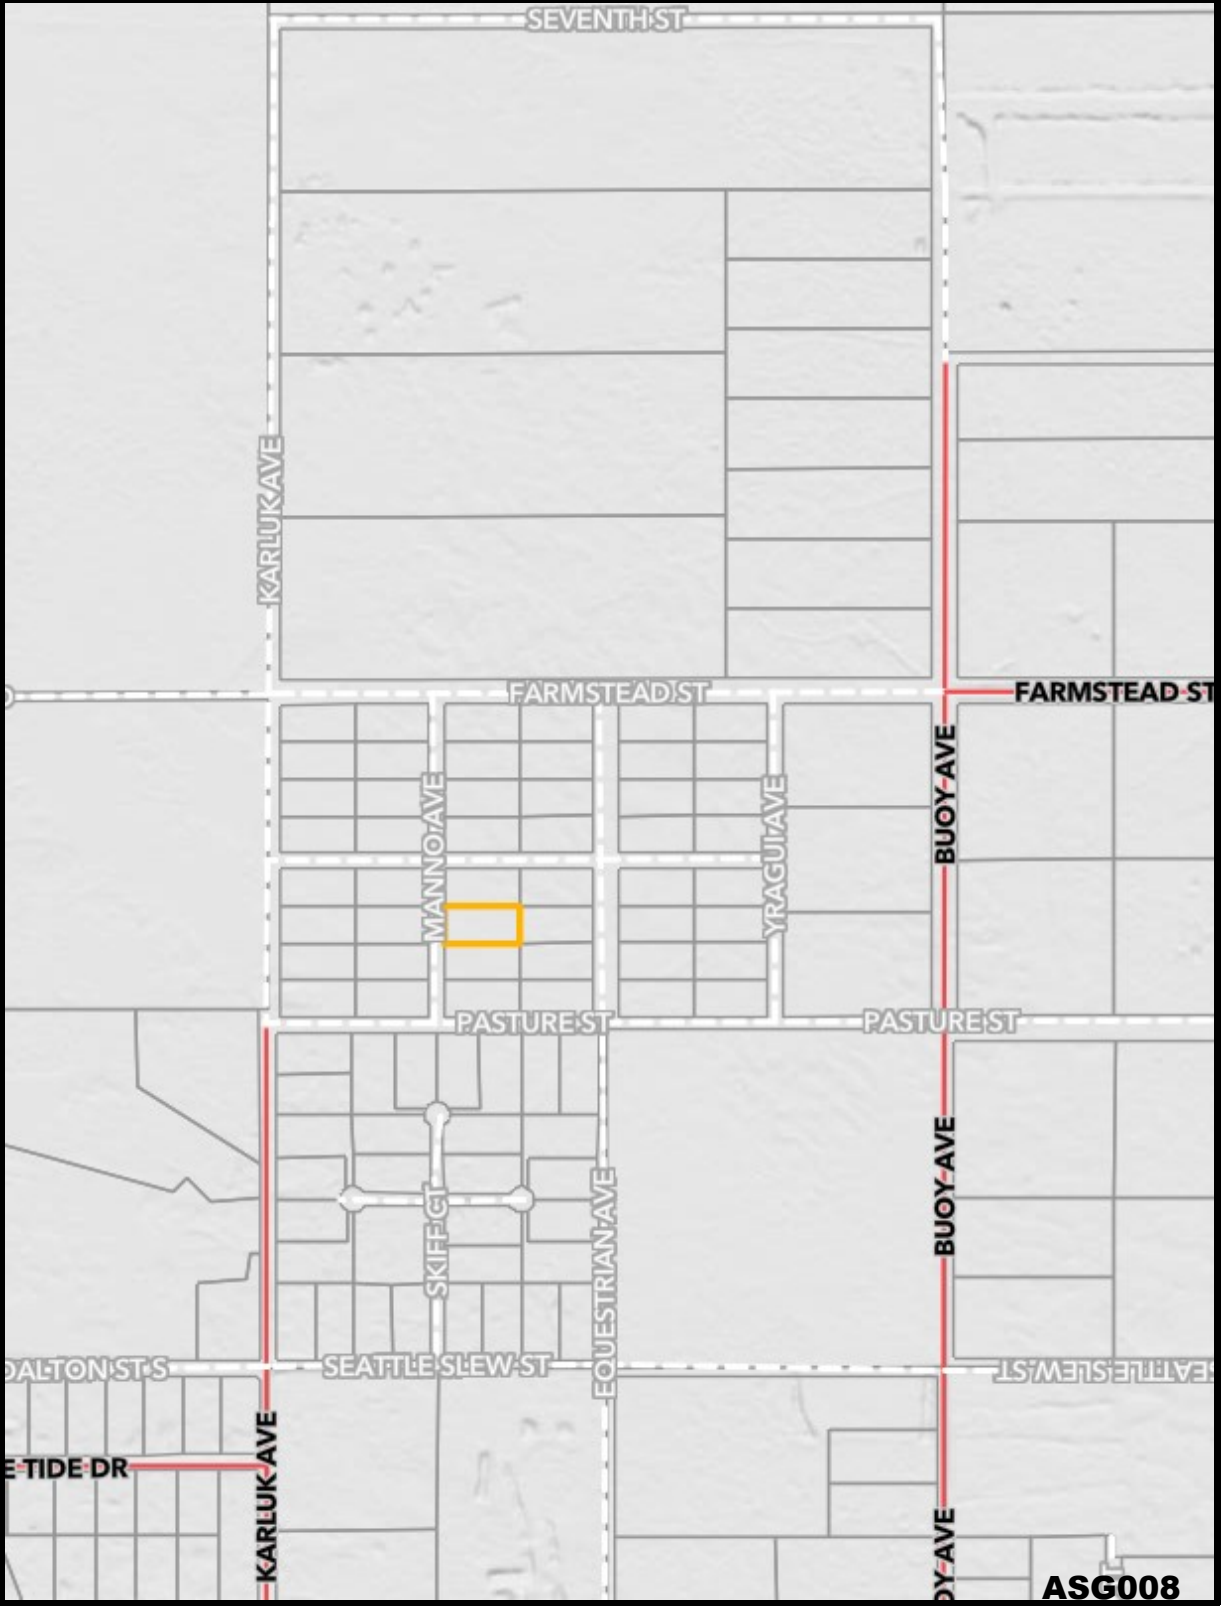 SEVENTH ST
KARLUK AVE
FARMSTEAD ST
FARMSTEAD ST
MANNO AVE
YRAGUI AVE
BUOY AVE
PASTURE ST
PASTURE ST
BUOY AVE
SKIFF CT
EQUESTRIAN AVE
DALTON ST S
SEATTLE SLEW ST
SEATTLE SLEW ST
E TIDE DR
KARLUK AVE
OY AVE
ASG008